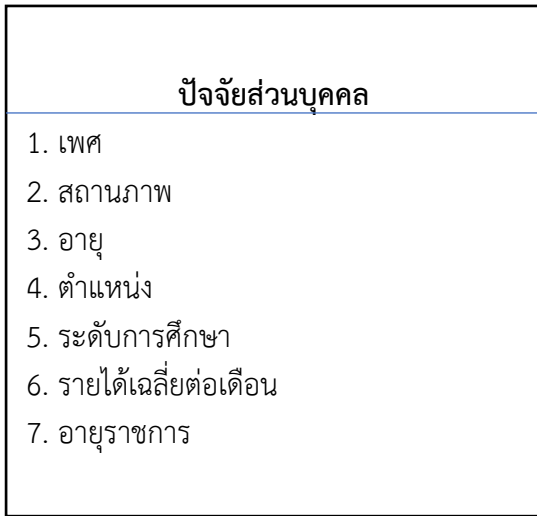 ปัจจัยส่วนบุคคล
1. เพศ
2. สถานภาพ
3. อายุ
4. ตำแหน่ง
5. ระดับการศึกษา
6. รายได้เฉลี่ยต่อเดือน
7. อายุราชการ